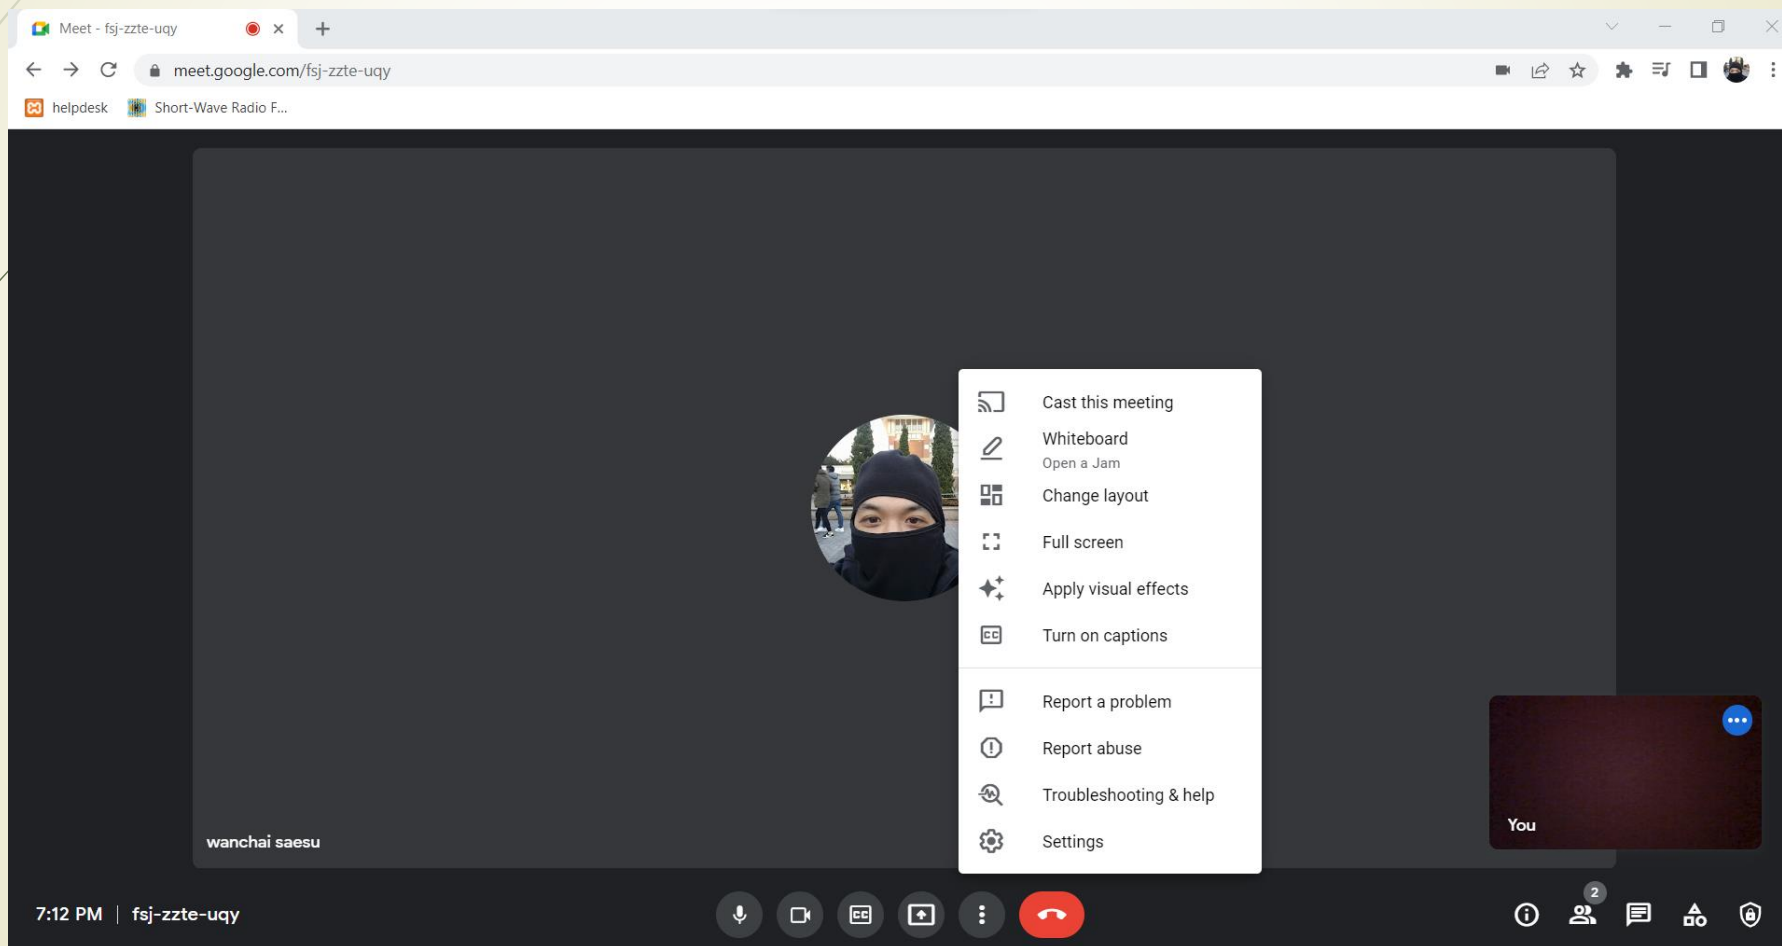 Meet - fsj-zzte-uqy
meet.google.com/fsj-zzte-uqy
helpdesk Short-Wave Radio F...
Cast this meeting
Whiteboard
Open a Jam
Change layout
Full screen
Apply visual effects
Turn on captions
Report a problem
Report abuse
Troubleshooting & help
Settings
wanchai saesu
You
7:12 PM | fsj-zzte-uqy
CC
2